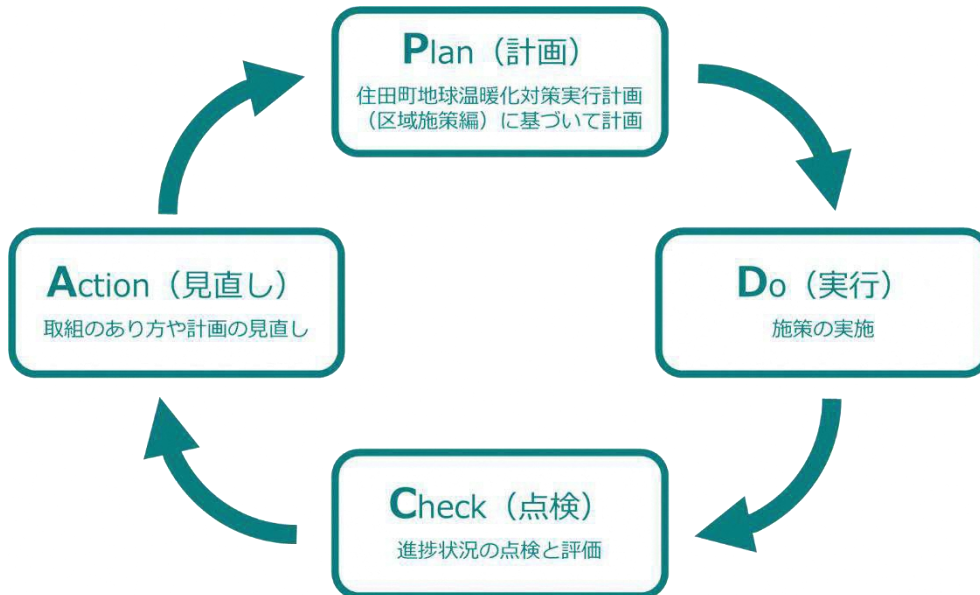 Plan（計画）
住田町地球温暖化対策実行計画
（区域施策編）に基づいて計画
Action（見直し）
取組のあり方や計画の見直し
Do（実行）
施策の実施
Check（点検）
進捗状況の点検と評価